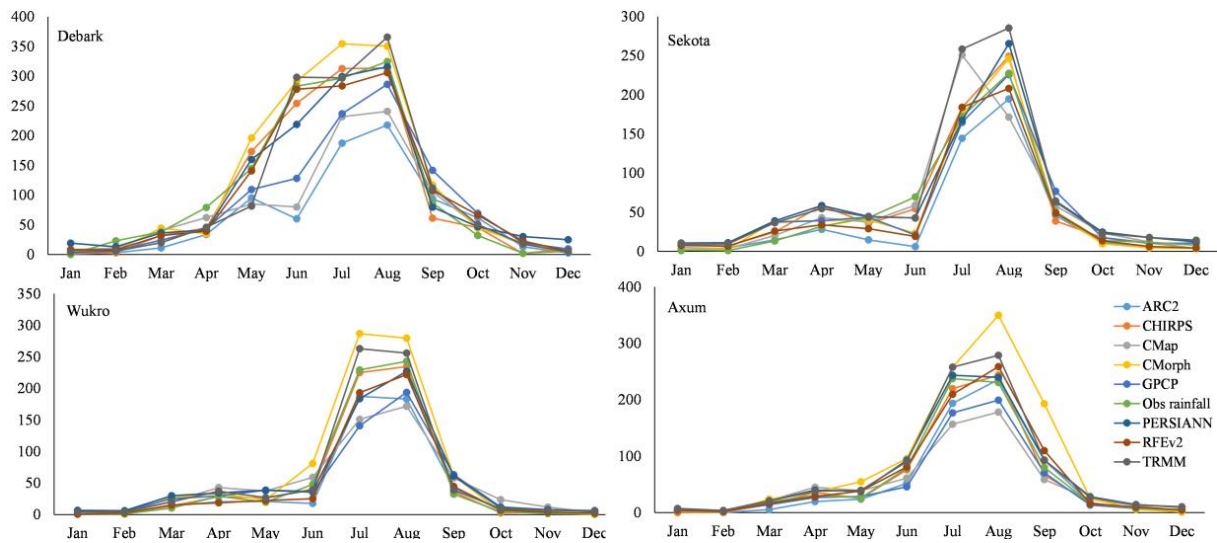 Debark
400
350
300
250
200
150
100
50
0
Jan Feb Mar Apr May Jun Jul Aug Sep Oct Nov Dec
Sekota
300
250
200
150
100
50
0
Jan Feb Mar Apr May Jun Jul Aug Sep Oct Nov Dec
Wukro
350
300
250
200
150
100
50
0
Jan Feb Mar Apr May Jun Jul Aug Sep Oct Nov Dec
Axum
400
300
200
100
0
Jan Feb Mar Apr May Jun Jul Aug Sep Oct Nov Dec
ARC2
CHIRPS
CMap
CMorph
GPCP
Obs rainfall
PERSIANN
RFEv2
TRMM